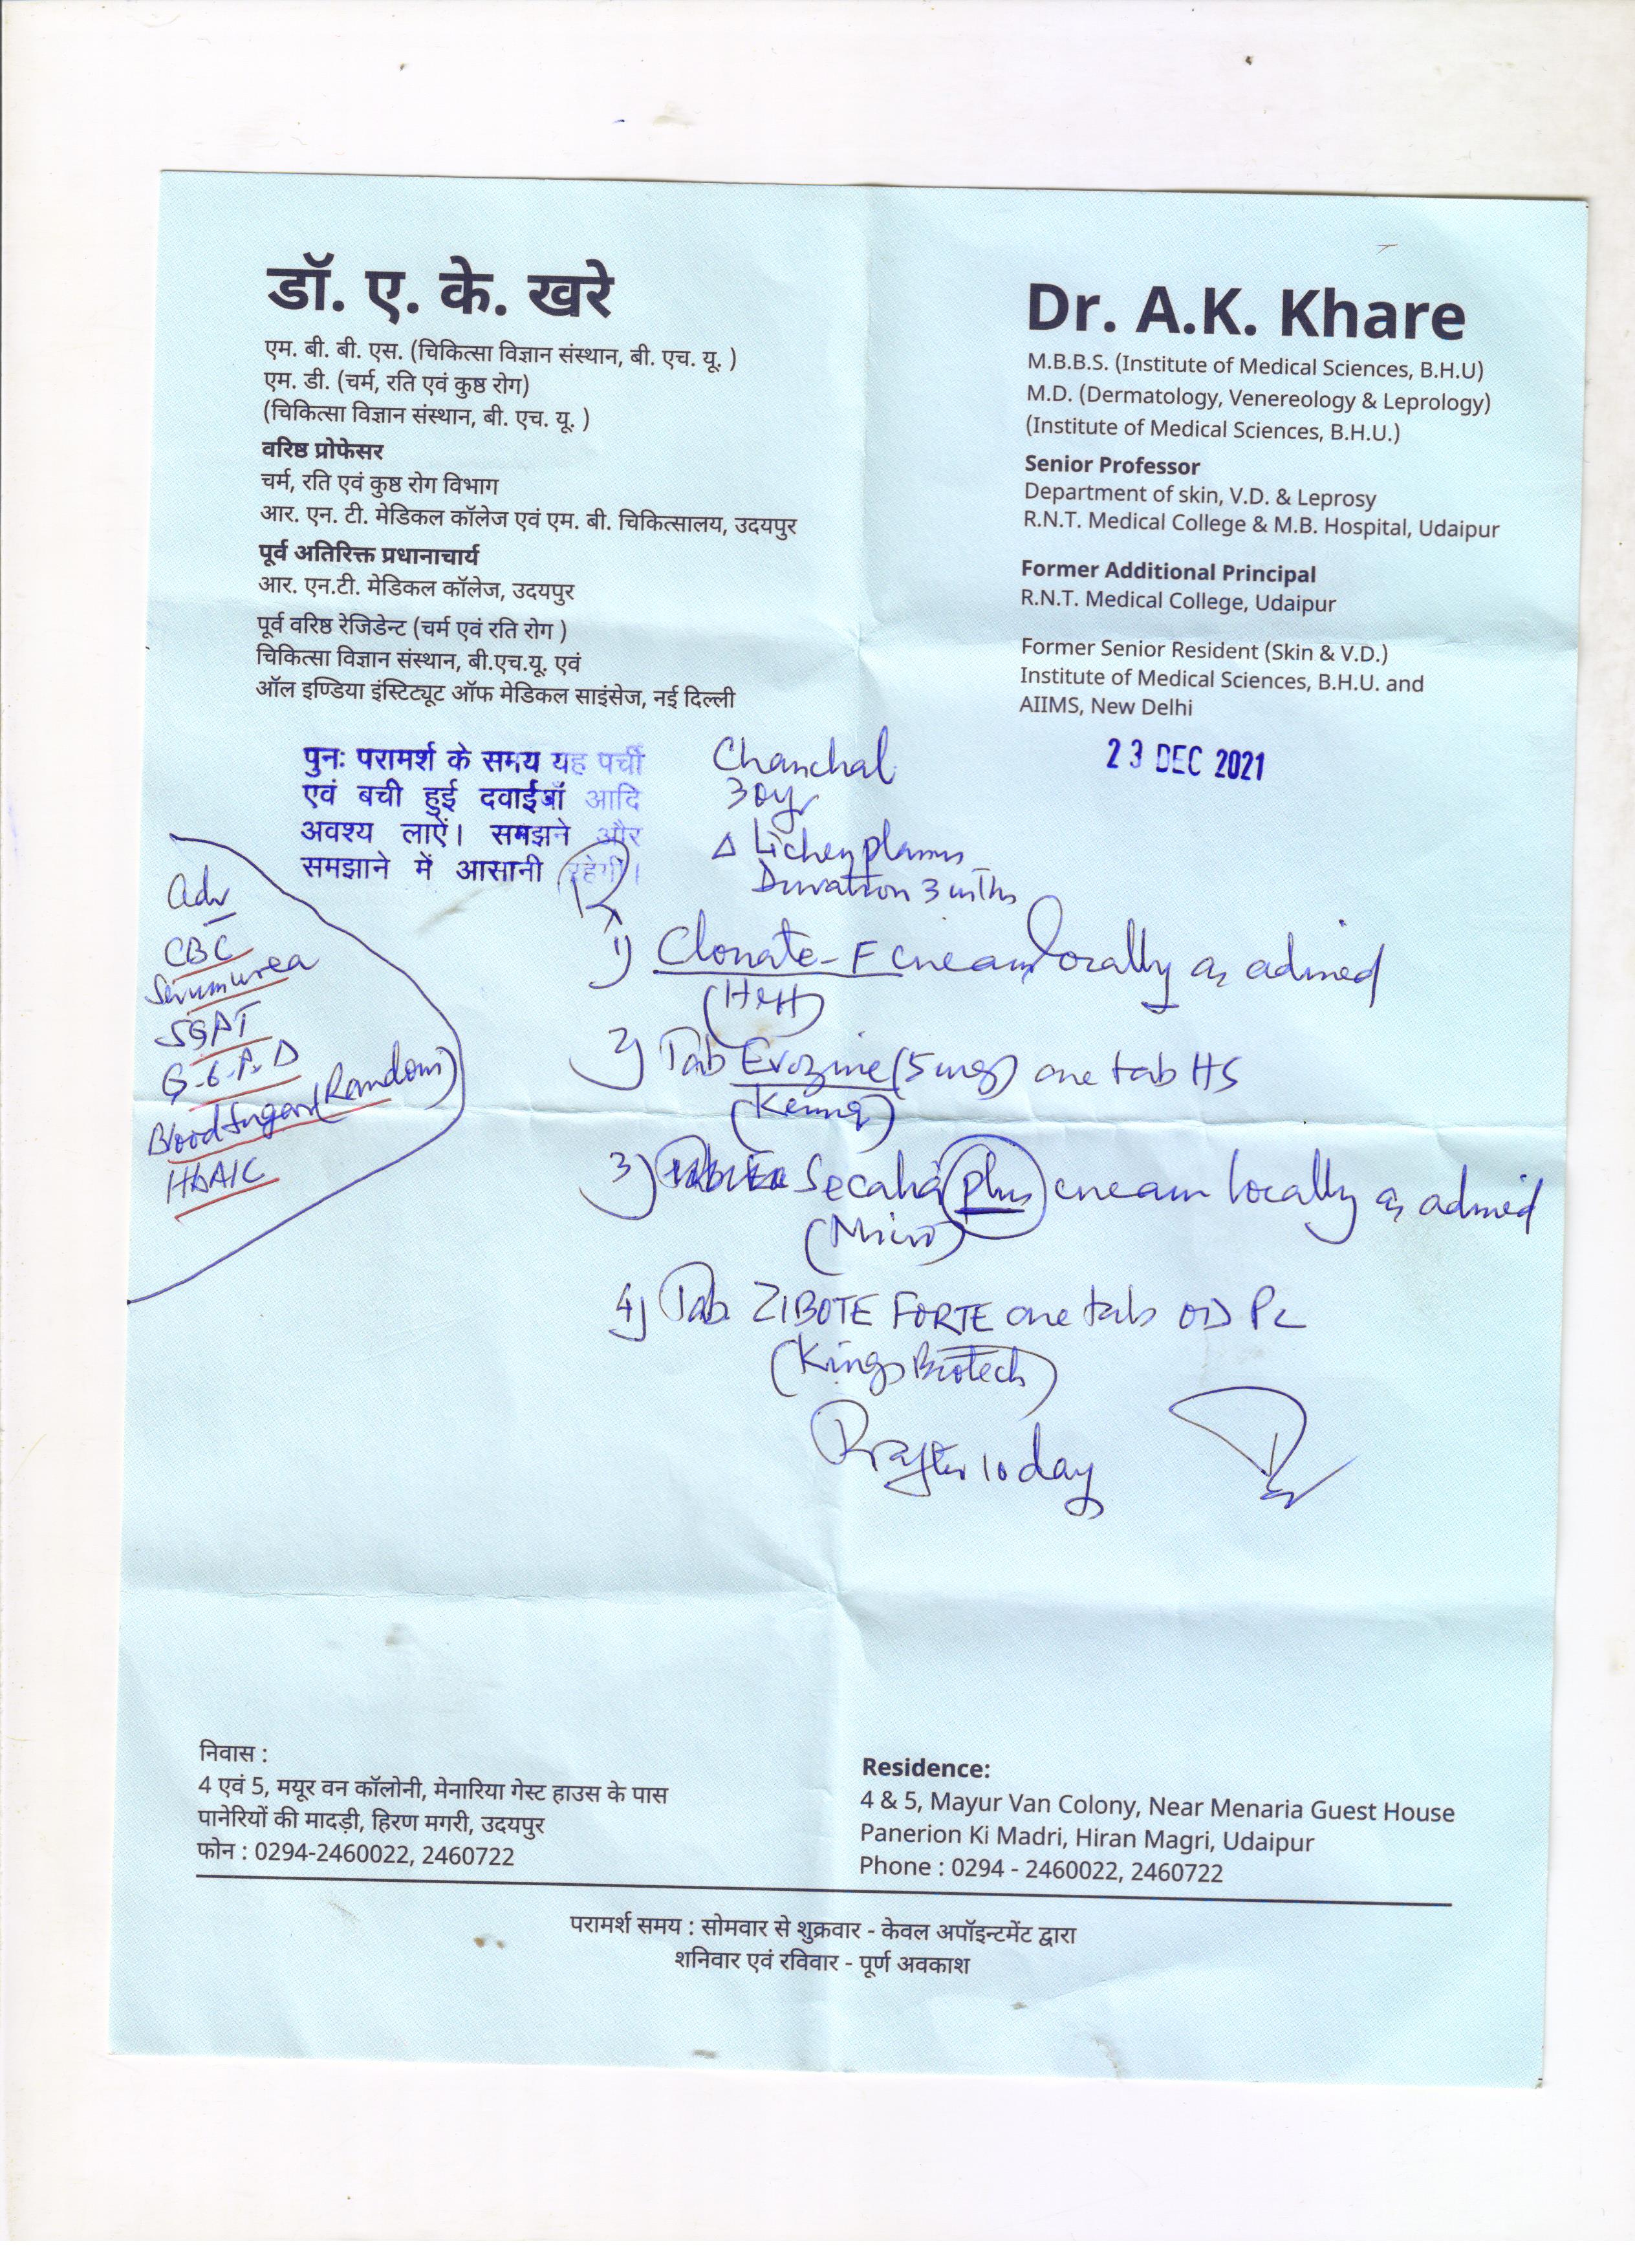 डॉ. ए. के. खरे
एम. बी. बी. एस. (चिकित्सा विज्ञान संस्थान, बी. एच. यू. )
एम. डी. (चर्म, रति एवं कुष्ठ रोग)
(चिकित्सा विज्ञान संस्थान, बी. एच. यू. )
वरिष्ठ प्रोफेसर
चर्म, रति एवं कुष्ठ रोग विभाग
आर. एन. टी. मेडिकल कॉलेज एवं एम. बी. चिकित्सालय, उदयपुर
पूर्व अतिरिक्त प्रधानाचार्य
आर. एन.टी. मेडिकल कॉलेज, उदयपुर
पूर्व वरिष्ठ रेजिडेन्ट (चर्म एवं रति रोग )
चिकित्सा विज्ञान संस्थान, बी.एच.यू. एवं
ऑल इण्डिया इंस्टिट्यूट ऑफ मेडिकल साइंसेज, नई दिल्ली
Dr. A.K. Khare
M.B.B.S. (Institute of Medical Sciences, B.H.U)
M.D. (Dermatology, Venereology & Leprology)
(Institute of Medical Sciences, B.H.U.)
Senior Professor
Department of skin, V.D. & Leprosy
R.N.T. Medical College & M.B. Hospital, Udaipur
Former Additional Principal
R.N.T. Medical College, Udaipur
Former Senior Resident (Skin & V.D.)
Institute of Medical Sciences, B.H.U. and
AIIMS, New Delhi
23 DEC 2021
पुनः परामर्श के समय यह पर्ची
एवं बची हुई दवाईयाँ आदि
अवश्य लाऐं। समझने और
समझाने में आसानी रहेगी।
Chanchal
30yr
Δ Lichen planus
Duration 3 mths
Adv
CBC
Serum urea
SGPT
G-6-P-D
Blood Sugar (Random)
HbA1C
Rx
1) Clonate-F cream locally as advised
(H&H)
2) Tab Evozine (5mg) one tab HS
3) plus cream locally as advised
(Micro)
4) Tab ZIBOTE FORTE one tab OD PC
(Kings Biotech)
R after 10 day
निवास :
4 एवं 5, मयूर वन कॉलोनी, मेनारिया गेस्ट हाउस के पास
पानेरियों की मादड़ी, हिरण मगरी, उदयपुर
फोन : 0294-2460022, 2460722
Residence:
4 & 5, Mayur Van Colony, Near Menaria Guest House
Panerion Ki Madri, Hiran Magri, Udaipur
Phone : 0294 - 2460022, 2460722
परामर्श समय : सोमवार से शुक्रवार - केवल अपॉइन्टमेंट द्वारा
शनिवार एवं रविवार - पूर्ण अवकाश